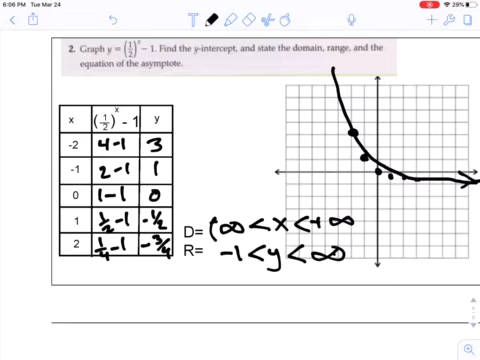 6:06 PM Tue Mar 24
29%
2. Graph y = (1/2)^x − 1. Find the y-intercept, and state the domain, range, and the
equation of the asymptote.
x (1/2)^x - 1 y
-2 4-1 3
-1 2-1 1
0 1-1 0
1 1/2-1 -1/2
2 1/4-1 -3/4
D= (∞ < x < +∞
R= -1 < y < ∞